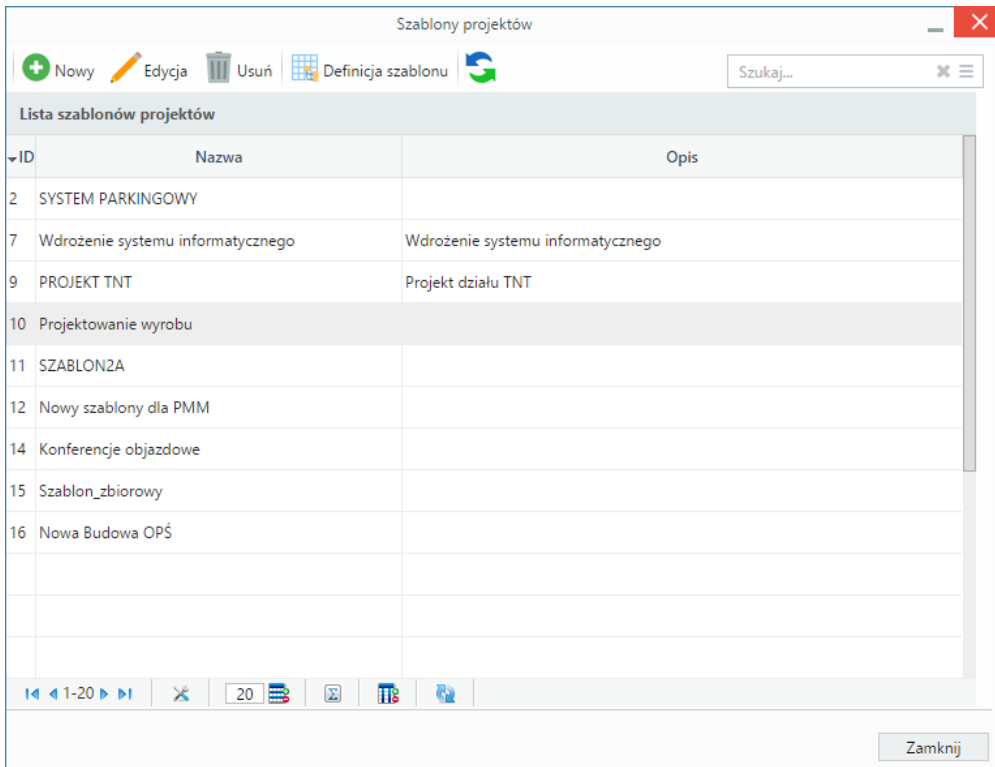 Szablony projektów
Nowy Edycja Usuń Definicja szablonu Szukaj...
Lista szablonów projektów
ID Nazwa Opis
2 SYSTEM PARKINGOWY
7 Wdrożenie systemu informatycznego Wdrożenie systemu informatycznego
9 PROJEKT TNT Projekt działu TNT
10 Projektowanie wyrobu
11 SZABLON2A
12 Nowy szablony dla PMM
14 Konferencje objazdowe
15 Szablon_zbiorowy
16 Nowa Budowa OPŚ
1-20 20
Zamknij